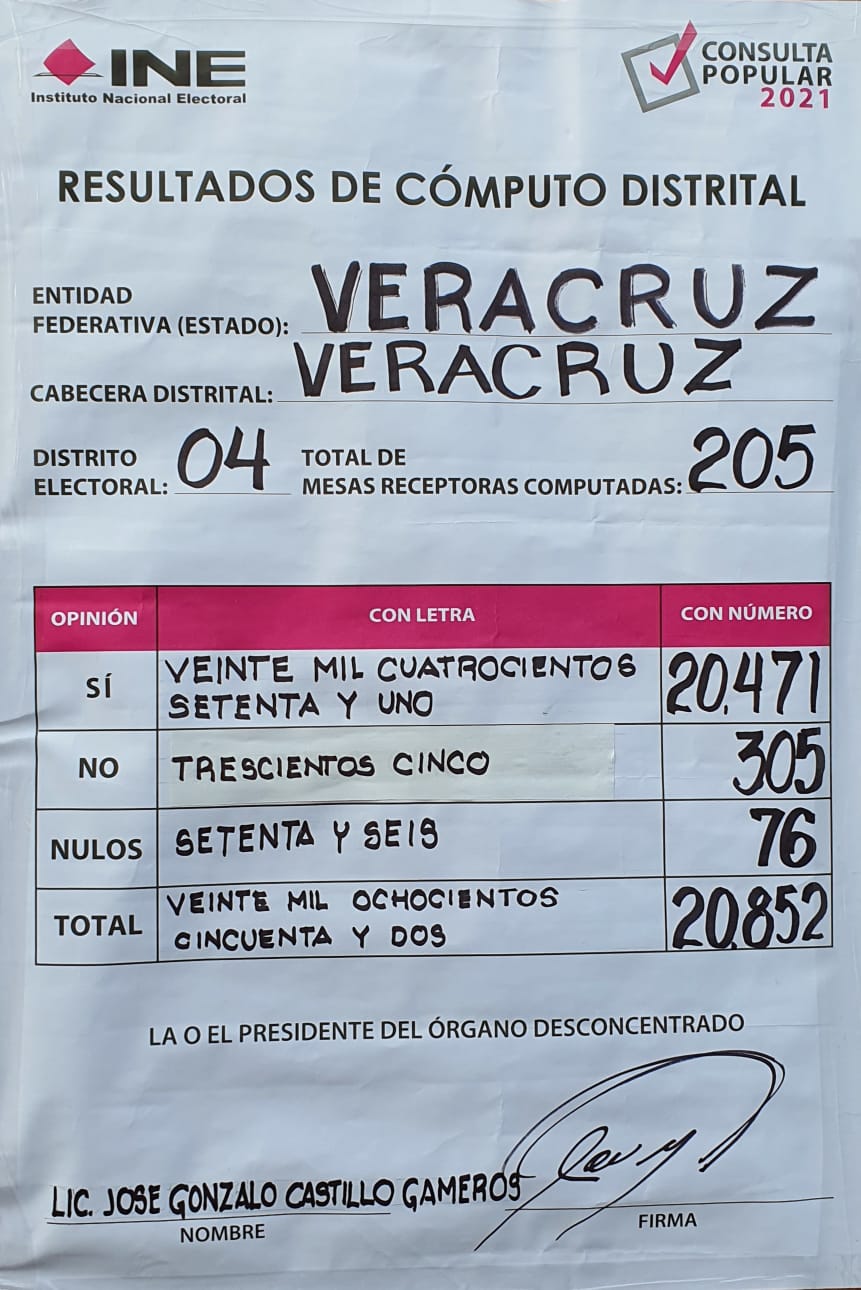 INE
Instituto Nacional Electoral
CONSULTA
POPULAR
2021
RESULTADOS DE CÓMPUTO DISTRITAL
ENTIDAD
FEDERATIVA (ESTADO): VERACRUZ
CABECERA DISTRITAL: VERACRUZ
DISTRITO
ELECTORAL: 04
TOTAL DE
MESAS RECEPTORAS COMPUTADAS: 205
OPINIÓN CON LETRA CON NÚMERO
SÍ VEINTE MIL CUATROCIENTOS
SETENTA Y UNO 20,471
NO TRESCIENTOS CINCO 305
NULOS SETENTA Y SEIS 76
TOTAL VEINTE MIL OCHOCIENTOS
CINCUENTA Y DOS 20,852
LA O EL PRESIDENTE DEL ÓRGANO DESCONCENTRADO
LIC. JOSE GONZALO CASTILLO GAMEROS
NOMBRE
FIRMA